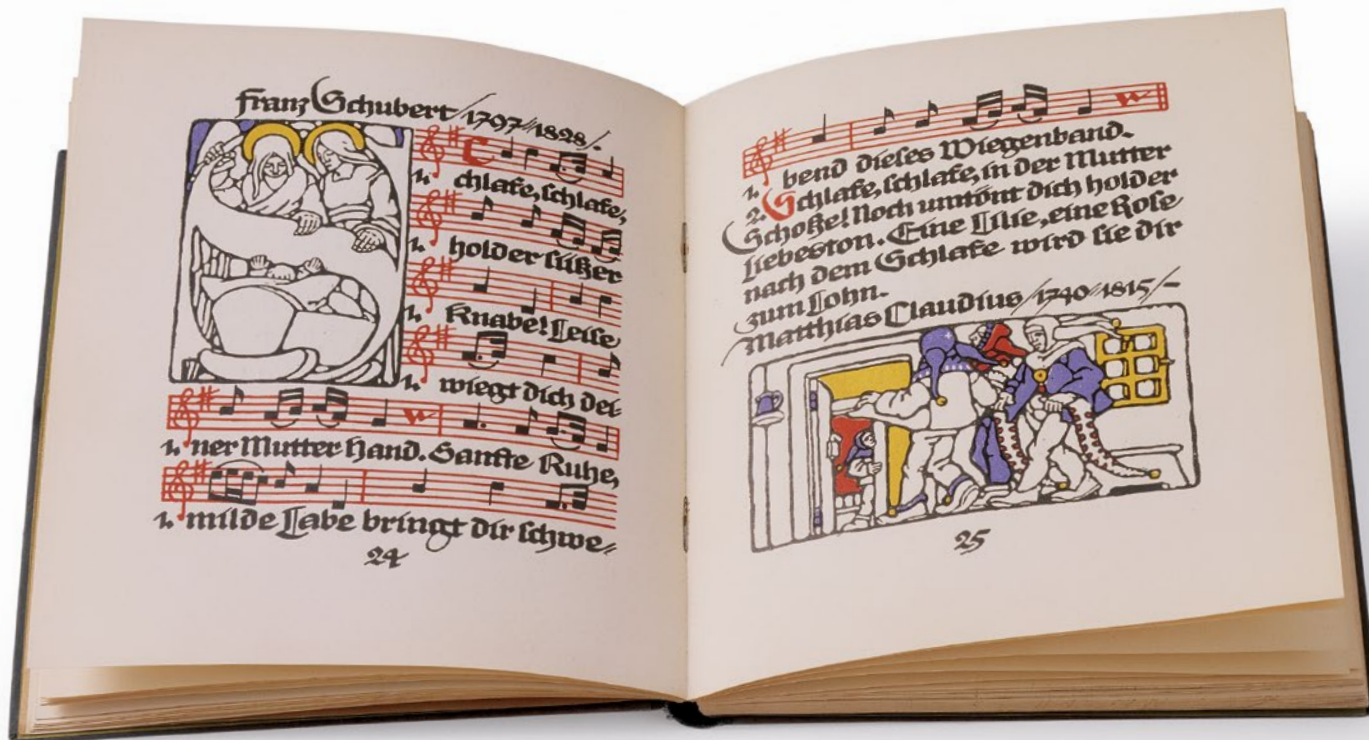 Franz Schubert /1797//1828/.
1. Schlafe, schlafe,
1. holder süßer
1. Knabe! Leise
1. wiegt dich dei-
1. ner Mutter Hand. Sanfte Ruhe,
1. milde Labe bringt dir schwe=
24
1. bend dieses Wiegenband.
2. Schlafe, schlafe, in der Mutter
Schoße! Noch umtönt dich holder
Liebeston. Eine Lilie, eine Rose
nach dem Schlafe wird sie dir
zum Lohn.
Matthias Claudius /1740//1815/–
25